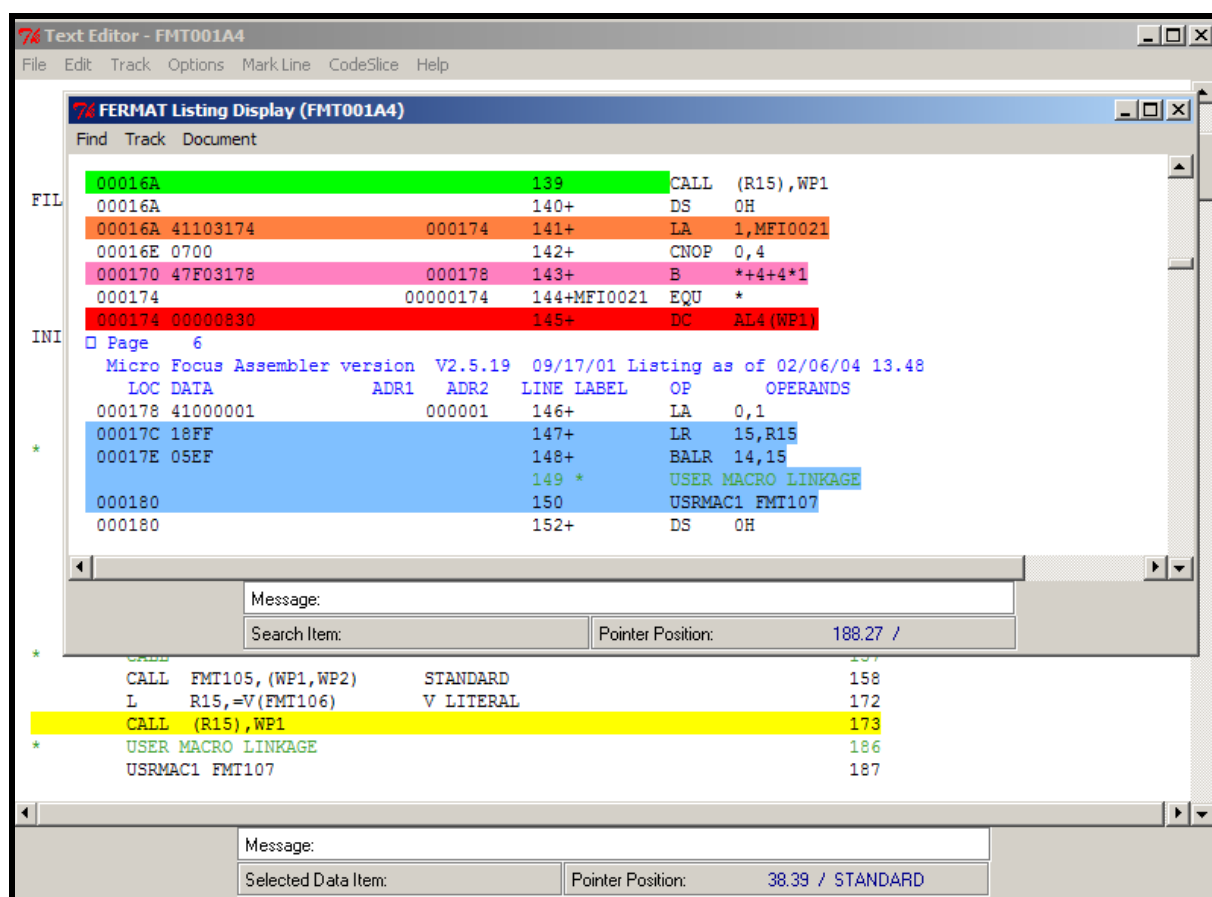 Text Editor - FMT001A4
File Edit Track Options Mark Line CodeSlice Help
FERMAT Listing Display (FMT001A4)
Find Track Document
00016A 139 CALL (R15),WP1
FIL
00016A 140+ DS 0H
00016A 41103174 000174 141+ LA 1,MFI0021
00016E 0700 142+ CNOP 0,4
000170 47F03178 000178 143+ B *+4+4*1
000174 00000174 144+MFI0021 EQU *
000174 00000830 145+ DC AL4(WP1)
INI
Page 6
Micro Focus Assembler version V2.5.19 09/17/01 Listing as of 02/06/04 13.48
LOC DATA ADR1 ADR2 LINE LABEL OP OPERANDS
000178 41000001 000001 146+ LA 0,1
00017C 18FF 147+ LR 15,R15
*
00017E 05EF 148+ BALR 14,15
149 * USER MACRO LINKAGE
000180 150 USRMAC1 FMT107
000180 152+ DS 0H
Message:
Search Item: Pointer Position: 188.27 /
* CALL 157
CALL FMT105,(WP1,WP2) STANDARD 158
L R15,=V(FMT106) V LITERAL 172
CALL (R15),WP1 173
* USER MACRO LINKAGE 186
USRMAC1 FMT107 187
Message:
Selected Data Item: Pointer Position: 38.39 / STANDARD